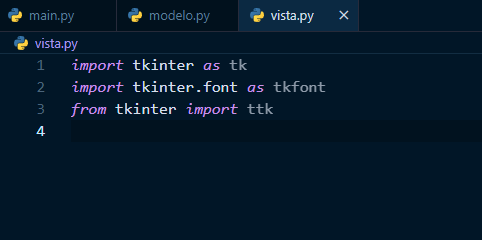 main.py modelo.py vista.py ×
vista.py
1 import tkinter as tk
2 import tkinter.font as tkfont
3 from tkinter import ttk
4